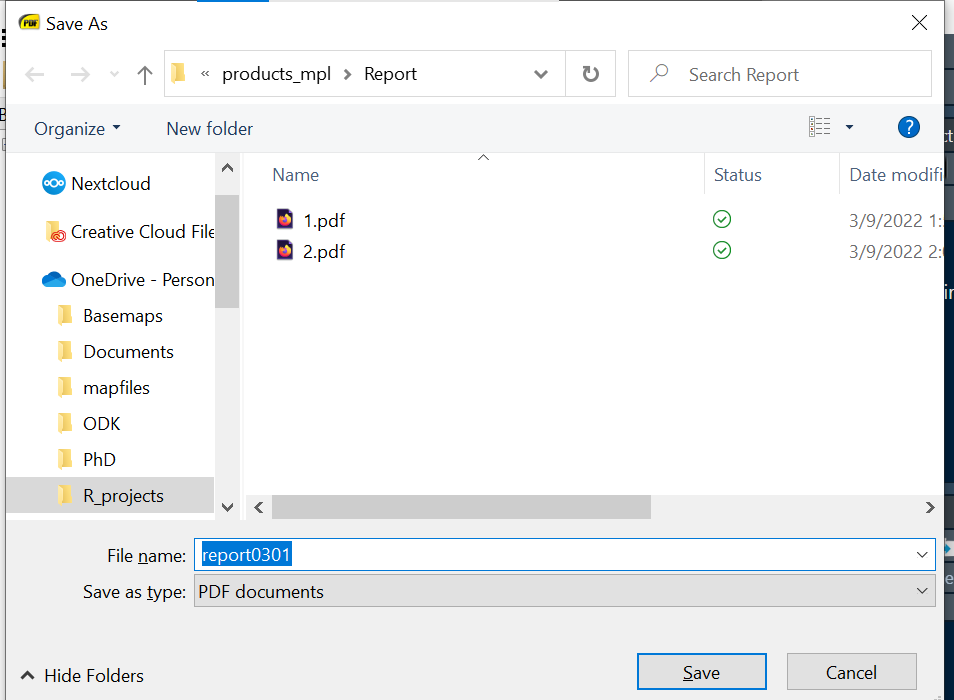 Save As
« products_mpl > Report
Search Report
Organize
New folder
?
Name
Status
Date modifi
Nextcloud
Creative Cloud File
OneDrive - Person
Basemaps
Documents
mapfiles
ODK
PhD
R_projects
1.pdf
3/9/2022 1:
2.pdf
3/9/2022 2:
File name:
report0301
Save as type:
PDF documents
Hide Folders
Save
Cancel